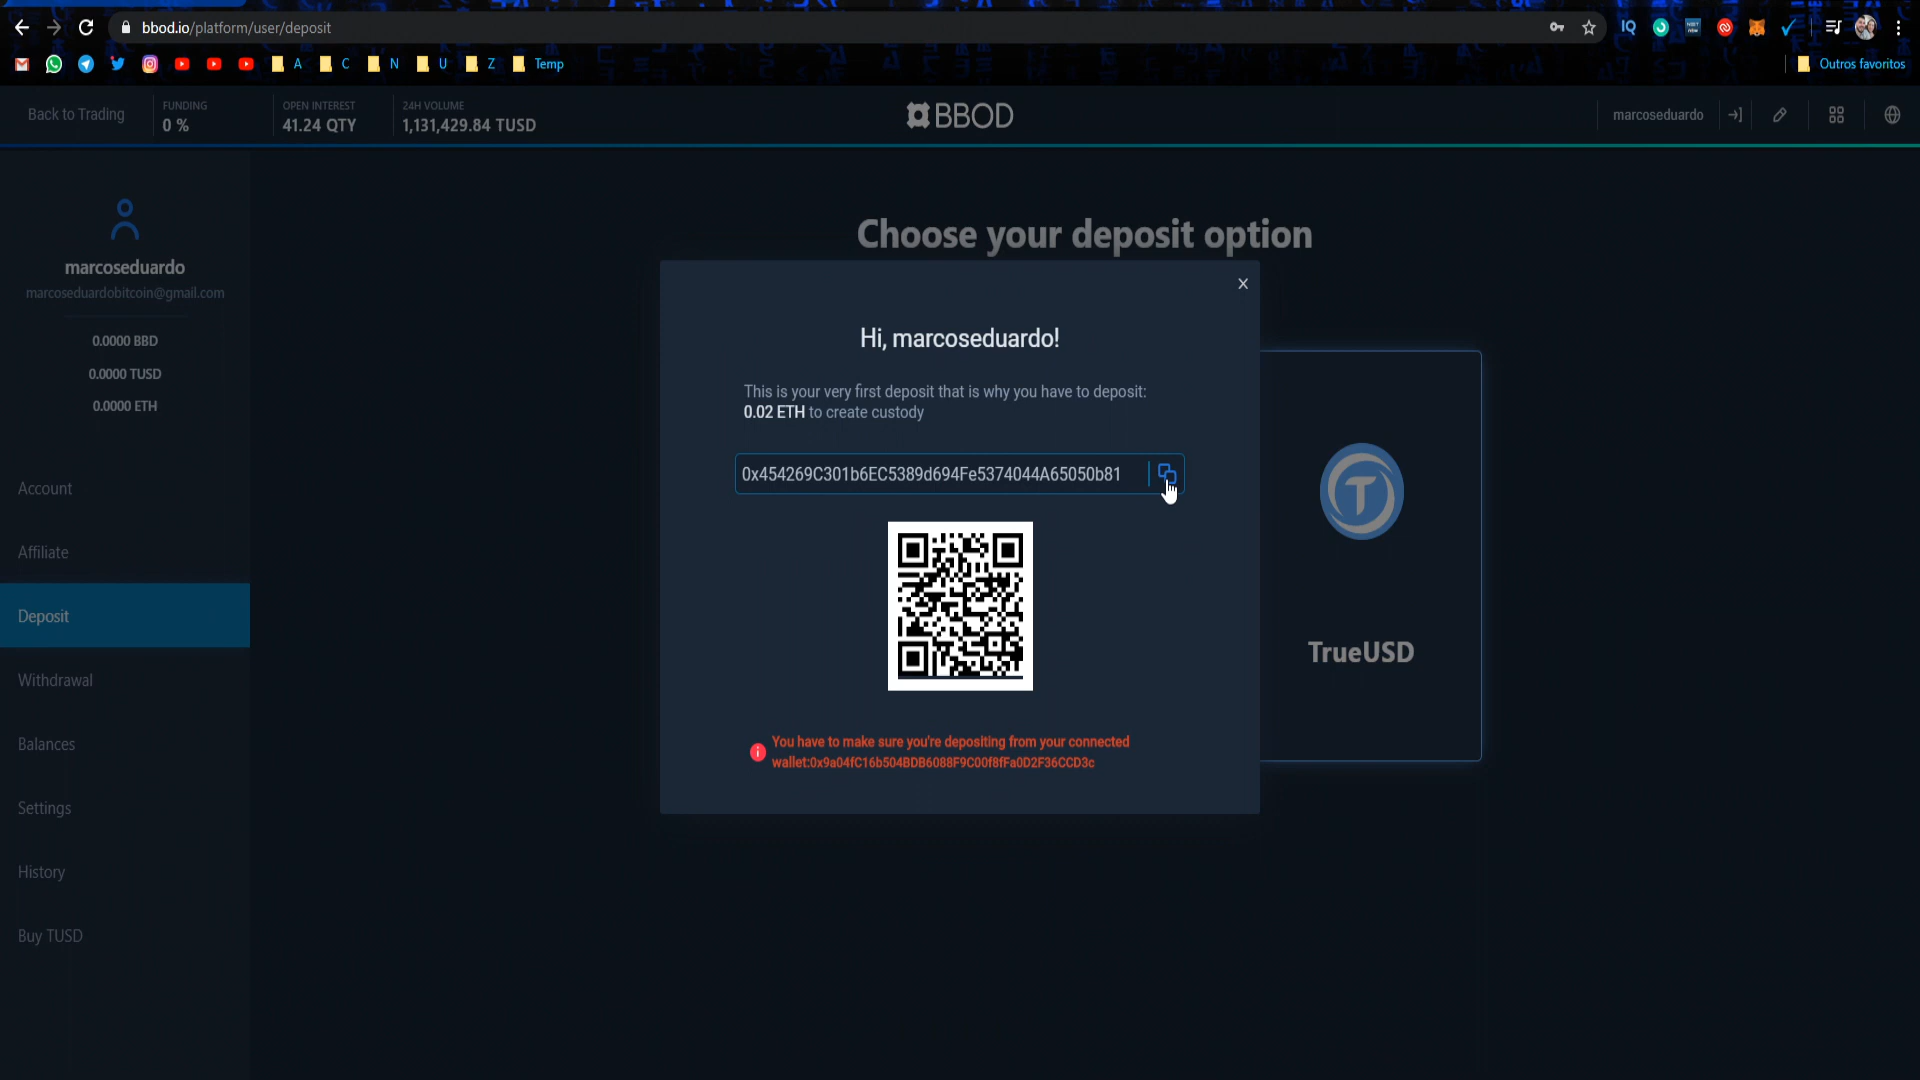 bbod.io/platform/user/deposit
IQ
A
C
N
U
Z
Temp
Outros favoritos
Back to Trading
FUNDING
0 %
OPEN INTEREST
41.24 QTY
24H VOLUME
1,131,429.84 TUSD
BBOD
marcoseduardo
marcoseduardo
marcoseduardobitcoin@gmail.com
0.0000 BBD
0.0000 TUSD
0.0000 ETH
Account
Affiliate
Deposit
Withdrawal
Balances
Settings
History
Buy TUSD
Choose your deposit option
x
Hi, marcoseduardo!
This is your very first deposit that is why you have to deposit:
0.02 ETH to create custody
0x454269C301b6EC5389d694Fe5374044A65050b81
You have to make sure you're depositing from your connected
wallet:0x9a04fC16b504BDB6088F9C00f8fFa0D2F36CCD3c
TrueUSD